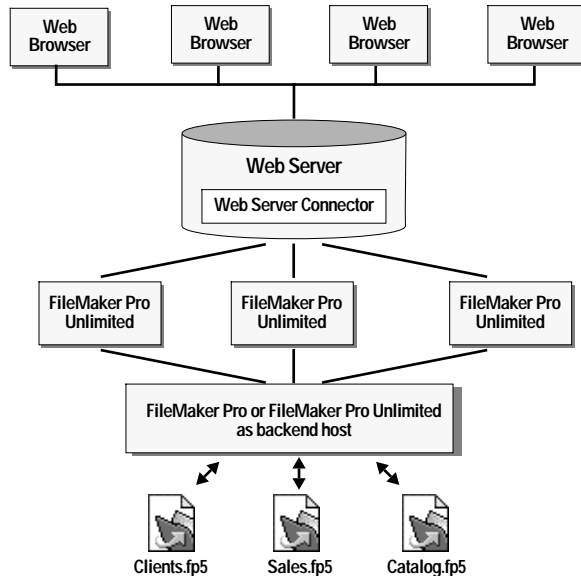 Web
Browser
Web
Browser
Web
Browser
Web
Browser
Web Server
Web Server Connector
FileMaker Pro
Unlimited
FileMaker Pro
Unlimited
FileMaker Pro
Unlimited
FileMaker Pro or FileMaker Pro Unlimited
as backend host
Clients.fp5
Sales.fp5
Catalog.fp5